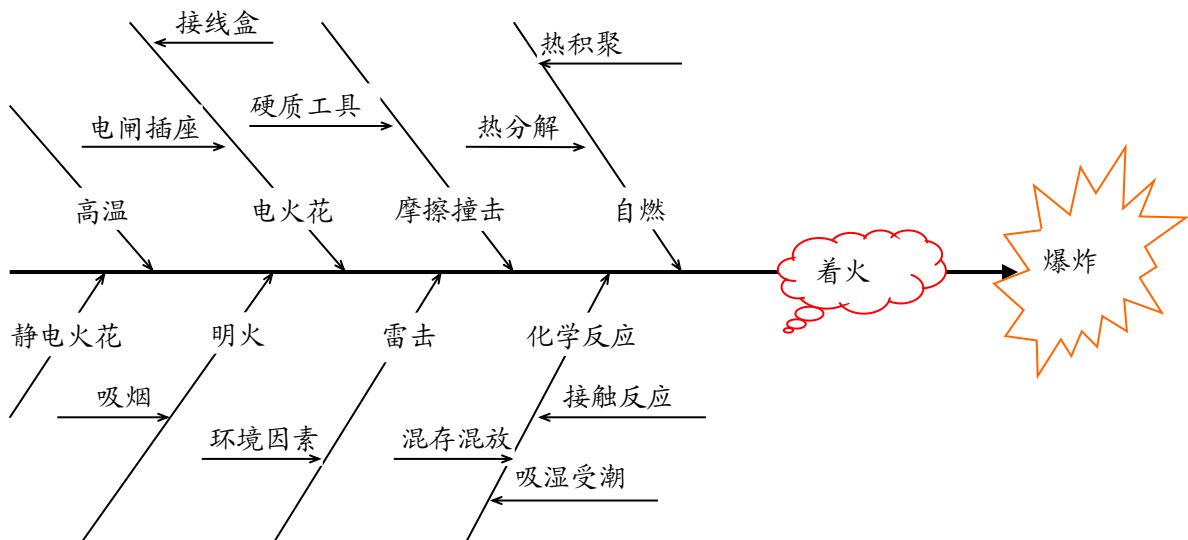 接线盒
热积聚
硬质工具
电闸插座
热分解
高温
电火花
摩擦撞击
自燃
着火
爆炸
静电火花
明火
雷击
化学反应
吸烟
接触反应
环境因素
混存混放
吸湿受潮